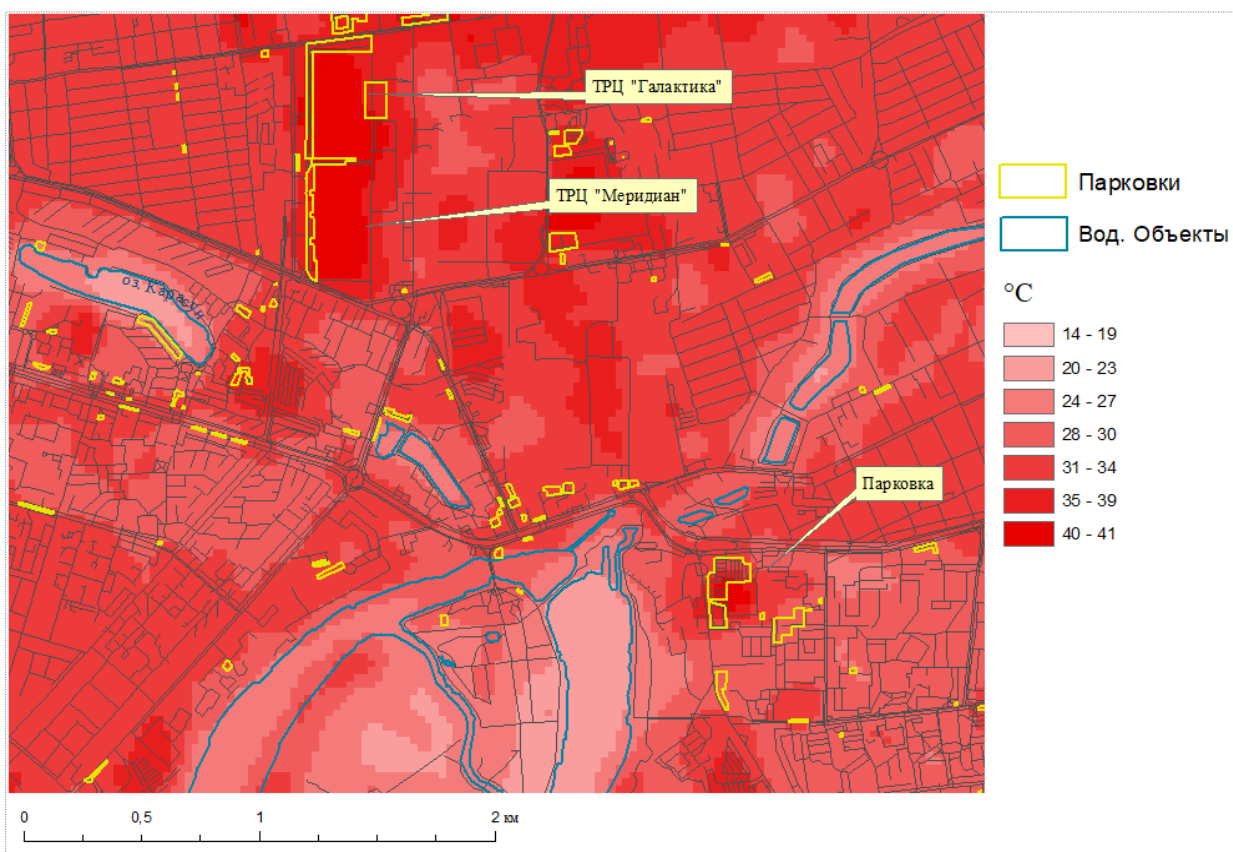 ТРЦ "Галактика"
ТРЦ "Меридиан"
оз. Карасун
Парковка
Парковки
Вод. Объекты
°C
14 - 19
20 - 23
24 - 27
28 - 30
31 - 34
35 - 39
40 - 41
0 0,5 1 2 км